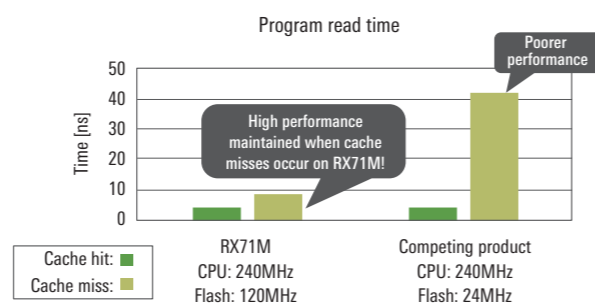 Program read time
Poorer
performance
50
40
30
20
10
0
Time [ns]
High performance
maintained when cache
misses occur on RX71M!
RX71M
CPU: 240MHz
Flash: 120MHz
Competing product
CPU: 240MHz
Flash: 24MHz
Cache hit:
Cache miss: